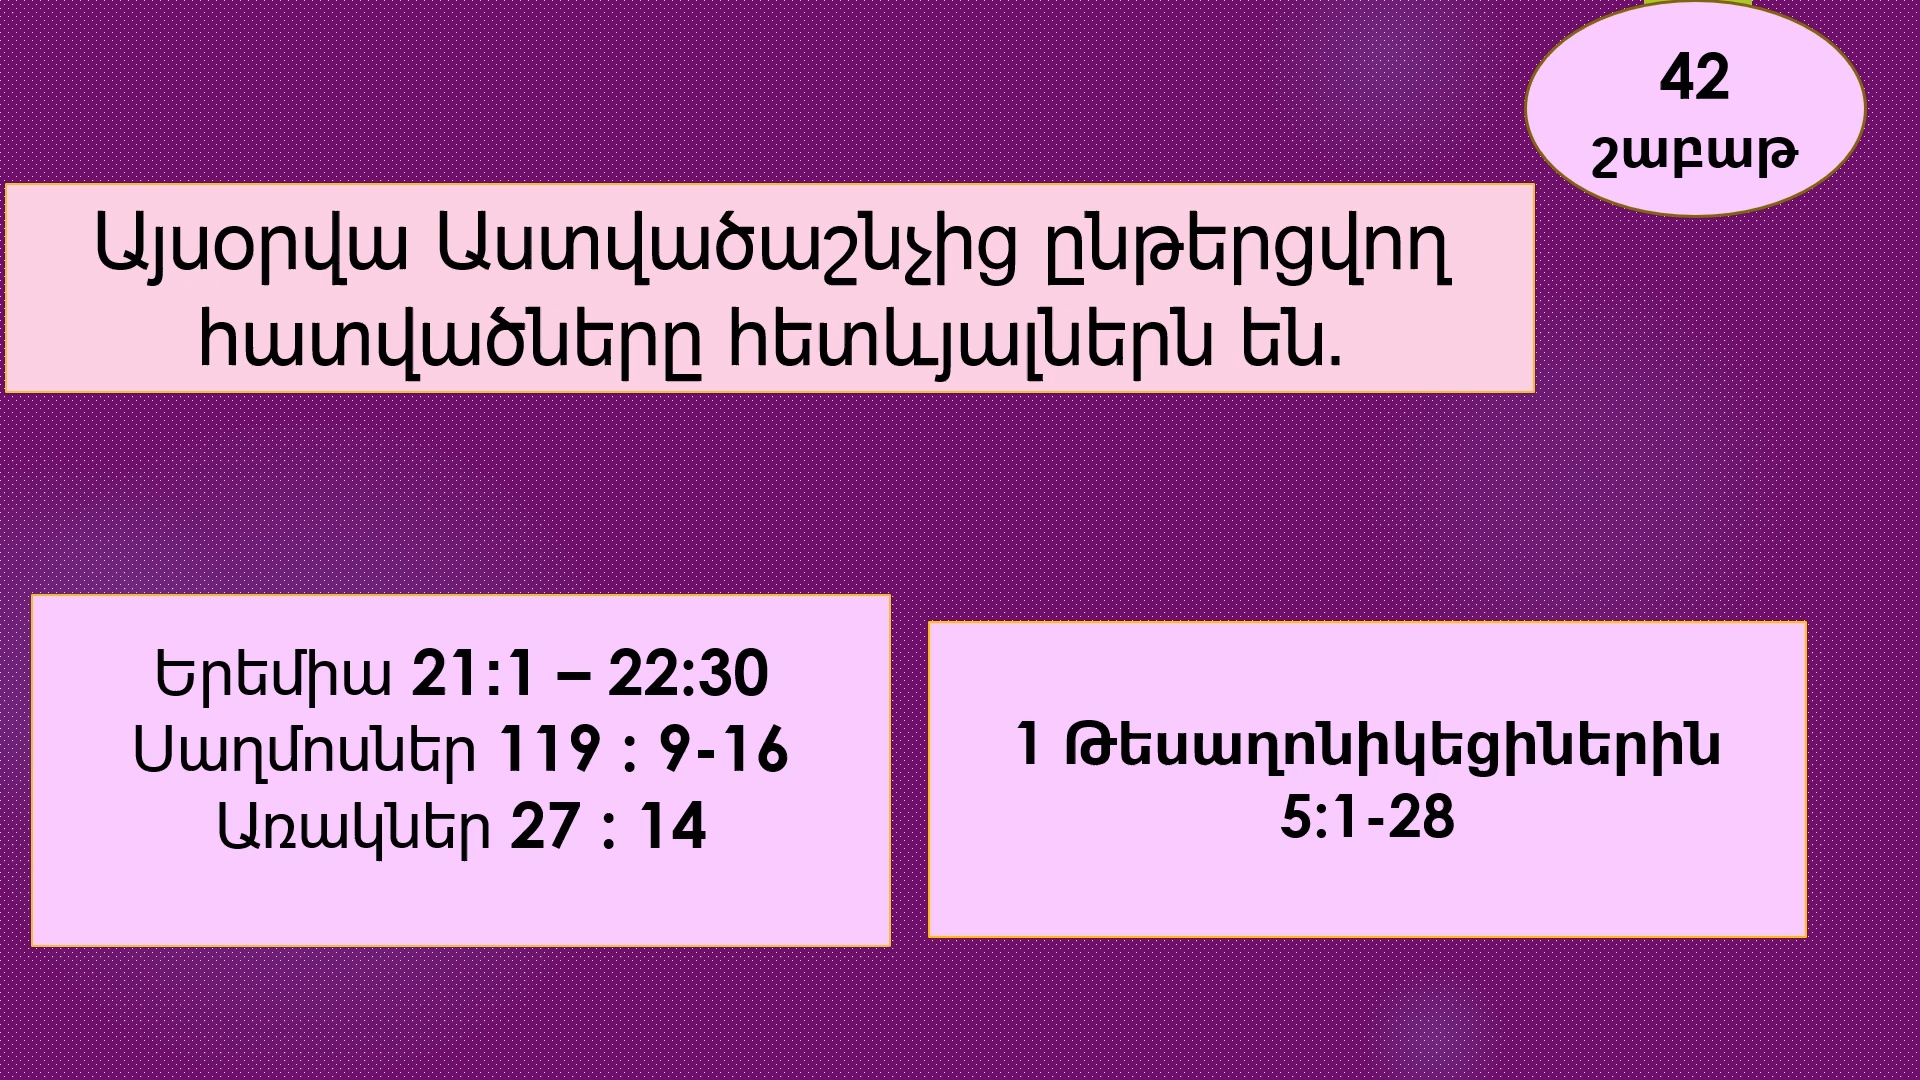 42
շաբաթ
Այսօրվա Աստվածաշնչից ընթերցվող
հատվածները հետևյալներն են.
Երեմիա 21:1 – 22:30
Սաղմոսներ 119 : 9-16
Առակներ 27 : 14
1 Թեսաղոնիկեցիներին
5:1-28